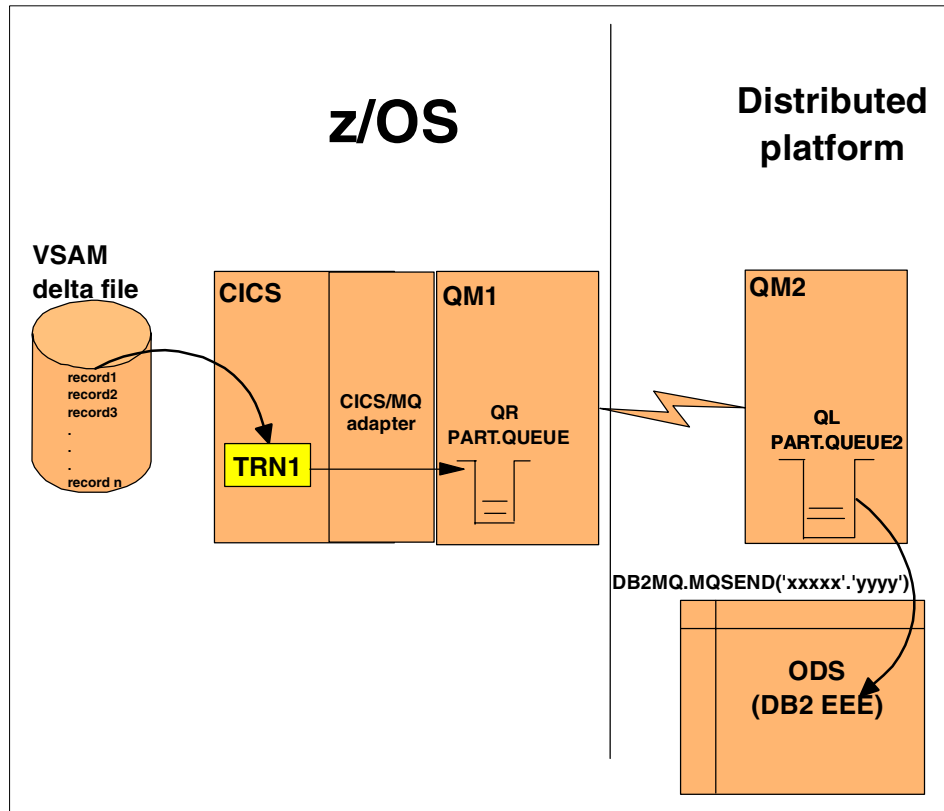 z/OS
Distributed
platform
VSAM
delta file
record1
record2
record3
.
.
.
record n
CICS
TRN1
CICS/MQ
adapter
QM1
QR
PART.QUEUE
QM2
QL
PART.QUEUE2
DB2MQ.MQSEND('xxxxx'.'yyyy')
ODS
(DB2 EEE)